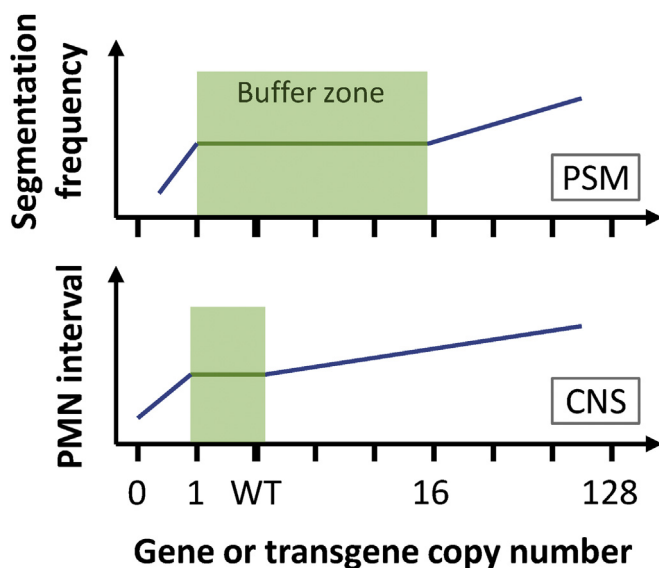 Segmentation
frequency
Buffer zone
PSM
PMN interval
CNS
0 1 WT 16 128
Gene or transgene copy number